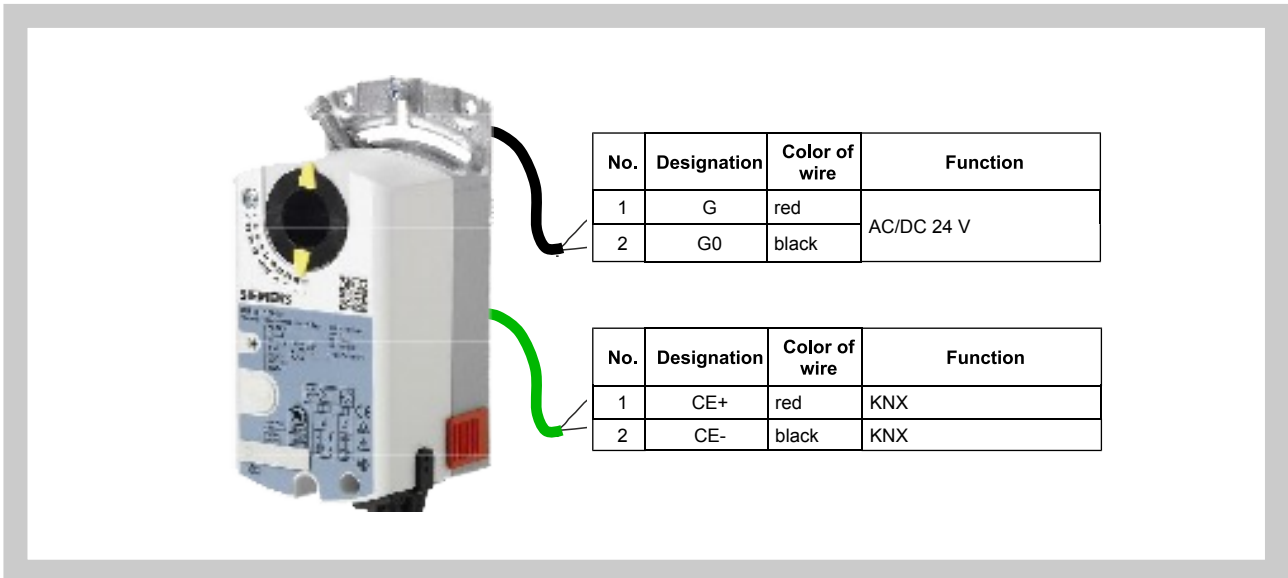 No. Designation Color of wire Function
1 G red AC/DC 24 V
2 G0 black
SIEMENS
No. Designation Color of wire Function
1 CE+ red KNX
2 CE- black KNX